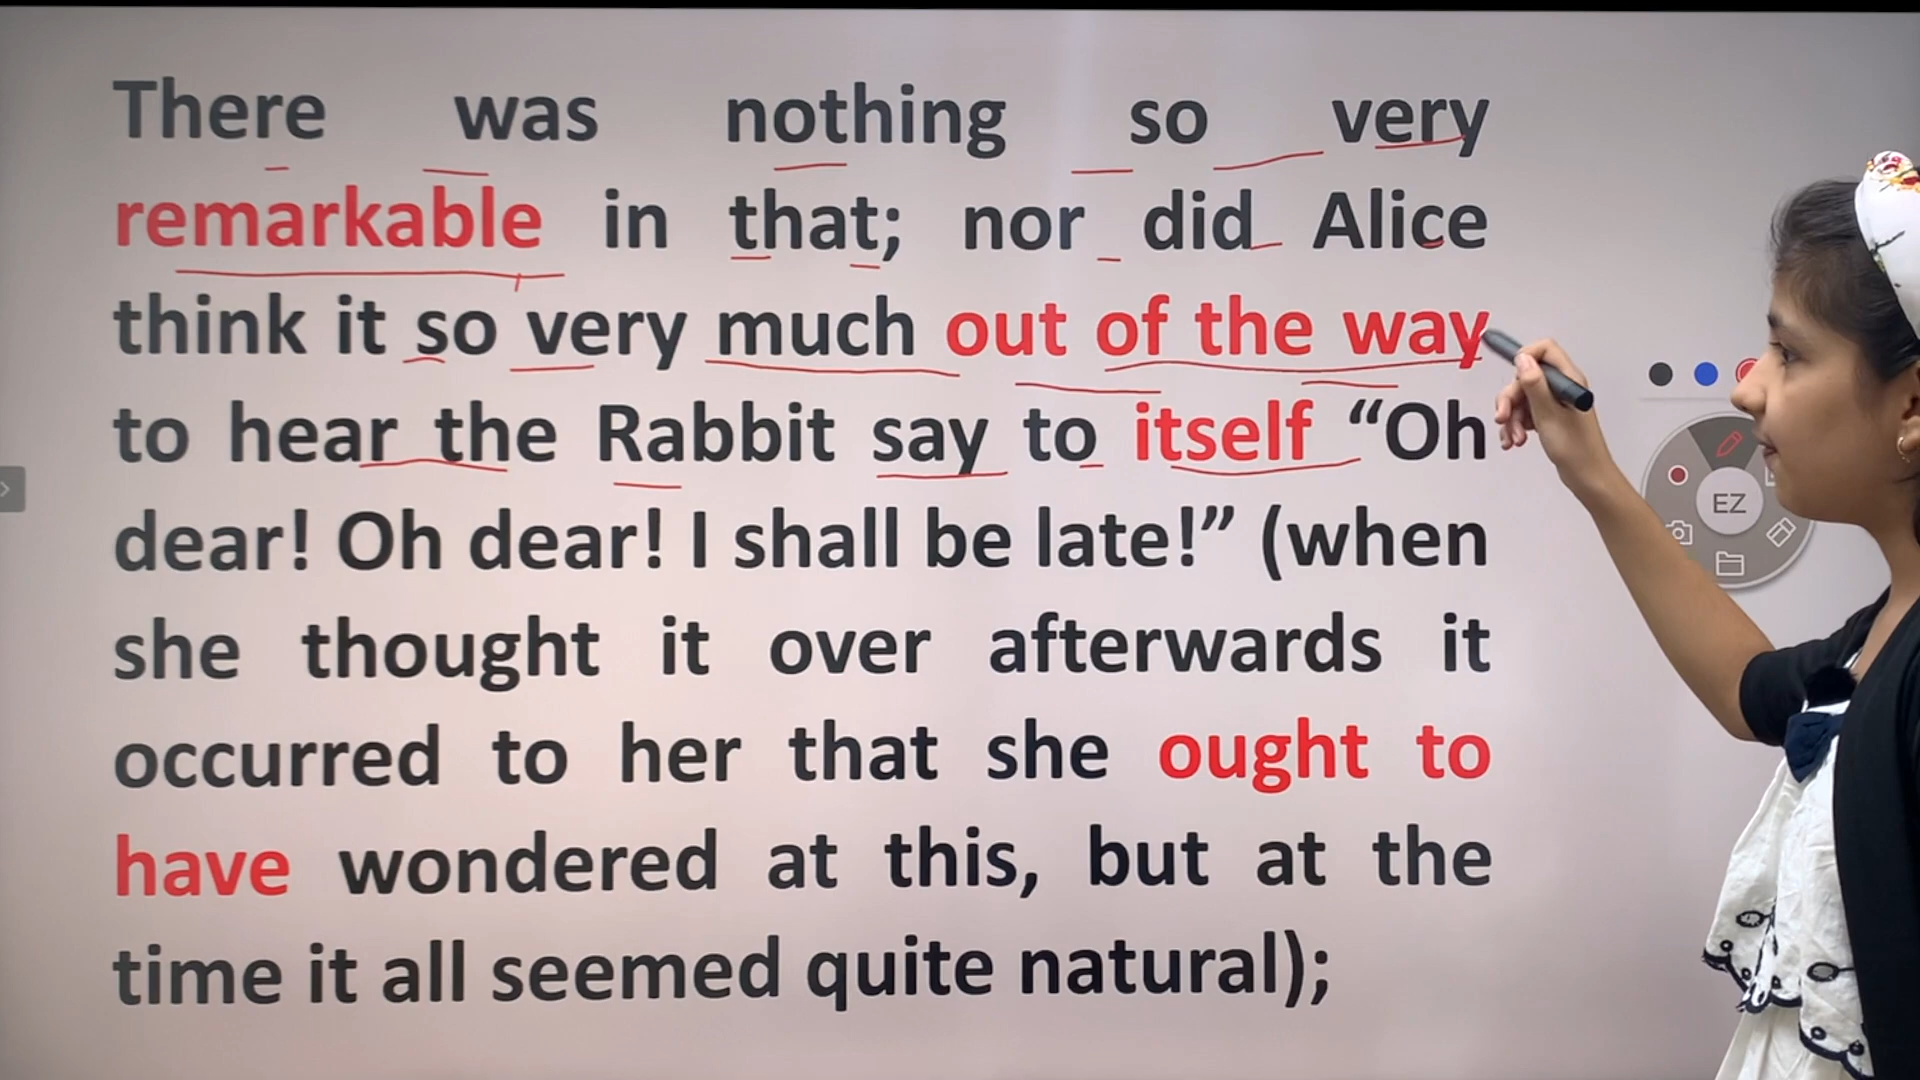 There was nothing so very
remarkable in that; nor did Alice
think it so very much out of the way
to hear the Rabbit say to itself “Oh
dear! Oh dear! I shall be late!” (when
she thought it over afterwards it
occurred to her that she ought to
have wondered at this, but at the
time it all seemed quite natural);
EZ